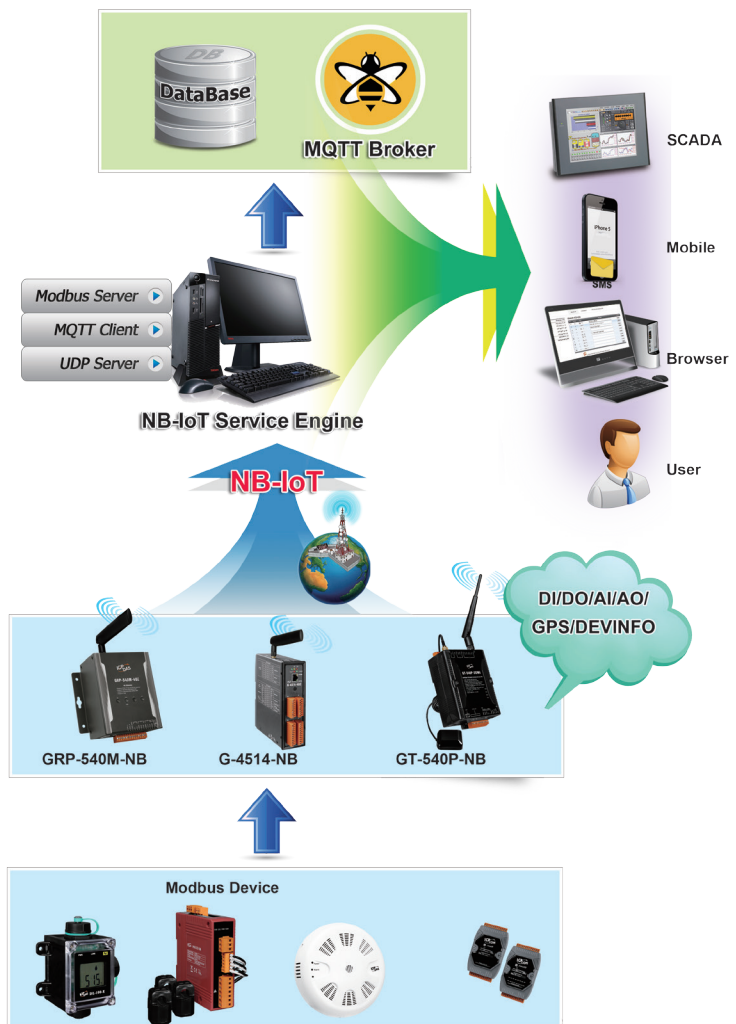 DB
DataBase
MQTT Broker
SCADA
iPhone 5
Mobile
SMS
Modbus Server
MQTT Client
UDP Server
Browser
NB-IoT Service Engine
User
NB-IoT
DI/DO/AI/AO/
GPS/DEVINFO
GRP-540M-NB
G-4514-NB
GT-540P-NB
Modbus Device